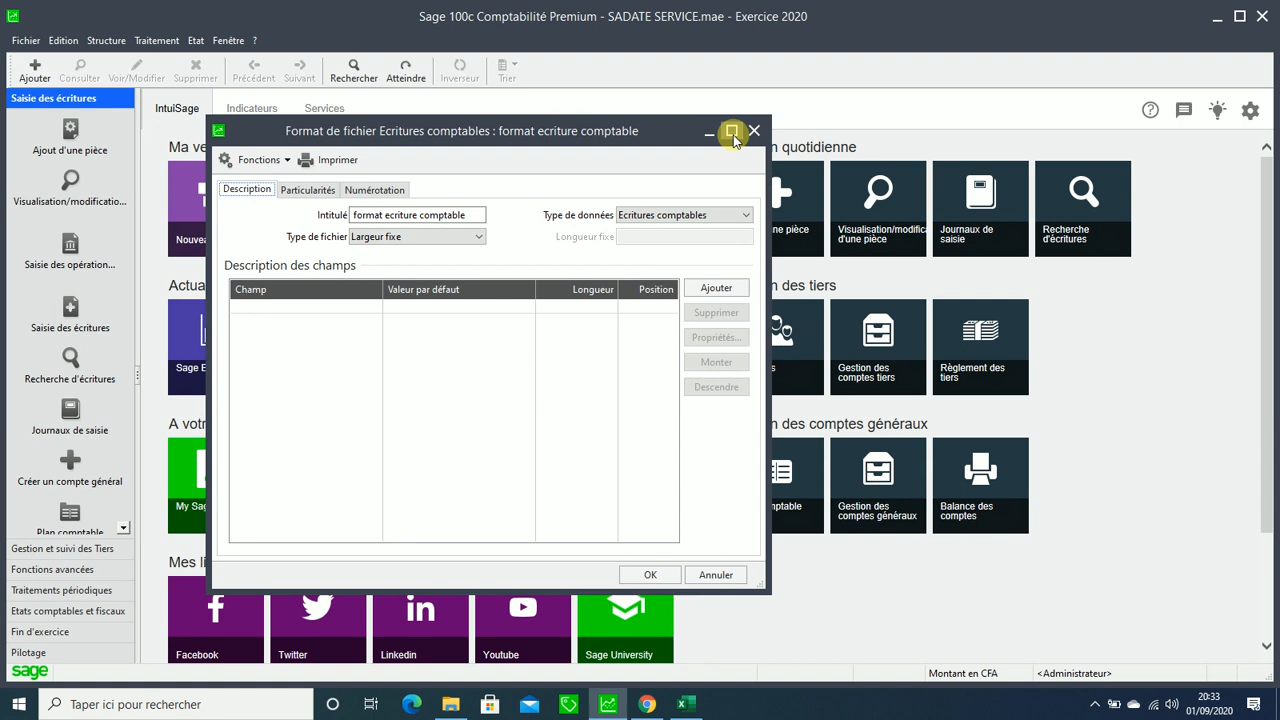 Sage 100c Comptabilité Premium - SADATE SERVICE.mae - Exercice 2020
Fichier Edition Structure Traitement Etat Fenêtre ?
Ajouter Consulter Voir/Modifier Supprimer Précédent Suivant Rechercher Atteindre Inverseur Trier
Saisie des écritures
Ajout d'une pièce
Visualisation/modificatio...
Saisie des opération...
Saisie des écritures
Recherche d'écritures
Journaux de saisie
Créer un compte général
Plan comptable
Gestion et suivi des Tiers
Fonctions avancées
Traitements périodiques
Etats comptables et fiscaux
Fin d'exercice
Pilotage
sage
IntuiSage Indicateurs Services
Ma ve
n quotidienne
Nouve
ne pièce
Visualisation/modifica
d'une pièce
Journaux de
saisie
Recherche
d'écritures
Actua
n des tiers
Sage E
s
Gestion des
comptes tiers
Règlement des
tiers
A votr
n des comptes généraux
My Sag
mptable
Gestion des
comptes généraux
Balance des
comptes
Mes li
Facebook
Twitter
Linkedin
Youtube
Sage University
Format de fichier Ecritures comptables : format ecriture comptable
Fonctions Imprimer
Description Particularités Numérotation
Intitulé format ecriture comptable Type de données Ecritures comptables
Type de fichier Largeur fixe Longueur fixe
Description des champs
Champ Valeur par défaut Longueur Position
Ajouter
Supprimer
Propriétés...
Monter
Descendre
OK Annuler
Montant en CFA <Administrateur>
Taper ici pour rechercher
20:33
01/09/2020